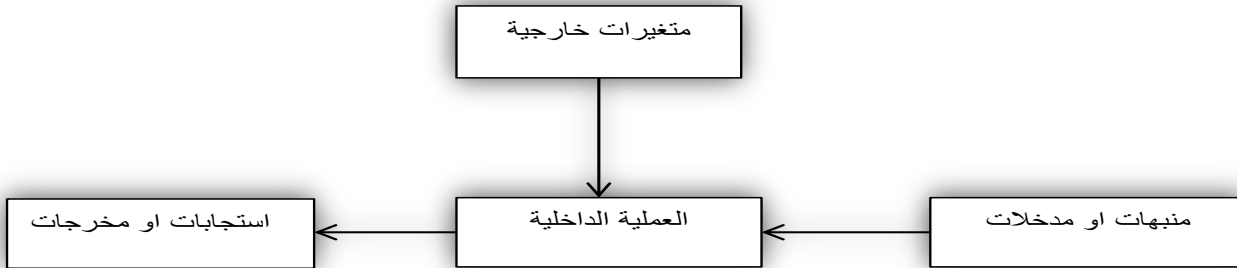 متغيرات خارجية
منبهات او مدخلات
العملية الداخلية
استجابات او مخرجات